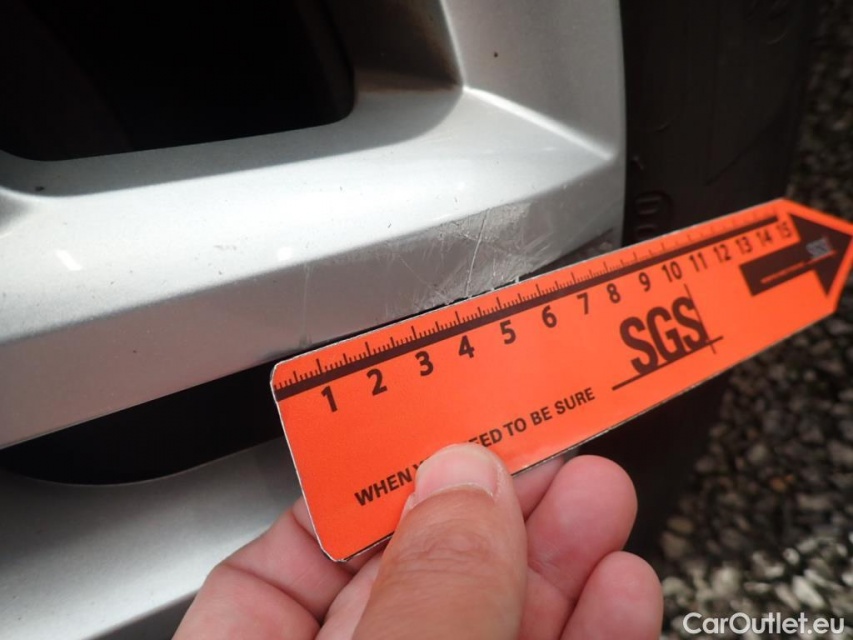 1 2 3 4 5 6 7 8 9 10 11 12 13 14 15
SGS
WHEN ED TO BE SURE
CarOutlet.eu